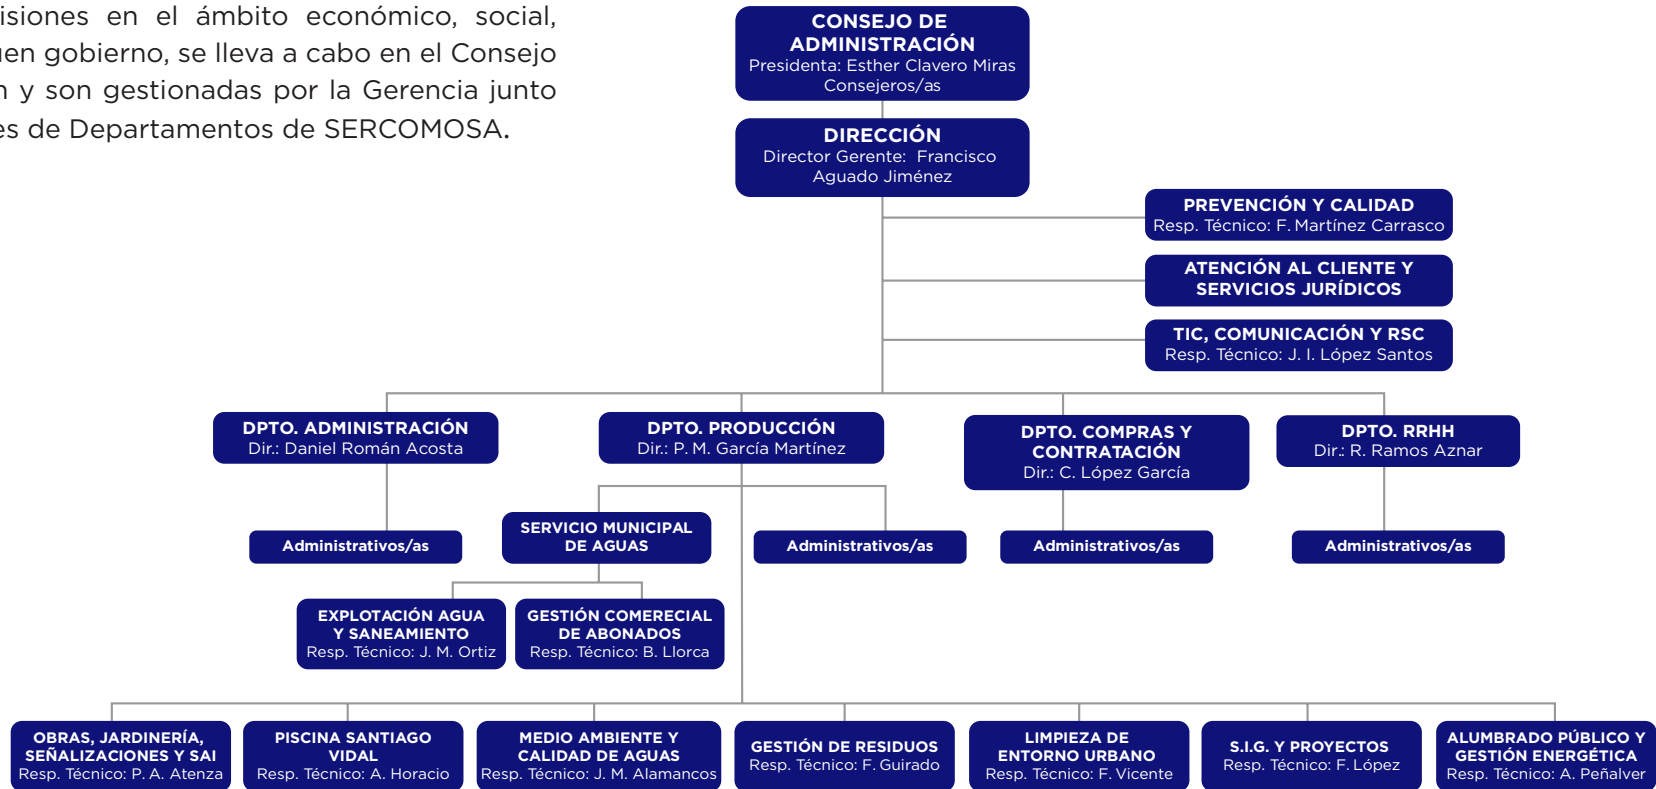 isiones en el ámbito económico, social,
uen gobierno, se lleva a cabo en el Consejo
n y son gestionadas por la Gerencia junto
es de Departamentos de SERCOMOSA.
CONSEJO DE
ADMINISTRACIÓN
Presidenta: Esther Clavero Miras
Consejeros/as
DIRECCIÓN
Director Gerente: Francisco
Aguado Jiménez
PREVENCIÓN Y CALIDAD
Resp. Técnico: F. Martínez Carrasco
ATENCIÓN AL CLIENTE Y
SERVICIOS JURÍDICOS
TIC, COMUNICACIÓN Y RSC
Resp. Técnico: J. I. López Santos
DPTO. ADMINISTRACIÓN
Dir.: Daniel Román Acosta
DPTO. PRODUCCIÓN
Dir.: P. M. García Martínez
DPTO. COMPRAS Y
CONTRATACIÓN
Dir.: C. López García
DPTO. RRHH
Dir.: R. Ramos Aznar
Administrativos/as
SERVICIO MUNICIPAL
DE AGUAS
Administrativos/as
Administrativos/as
Administrativos/as
EXPLOTACIÓN AGUA
Y SANEAMIENTO
Resp. Técnico: J. M. Ortiz
GESTIÓN COMERECIAL
DE ABONADOS
Resp. Técnico: B. Llorca
OBRAS, JARDINERÍA,
SEÑALIZACIONES Y SAI
Resp. Técnico: P. A. Atenza
PISCINA SANTIAGO
VIDAL
Resp. Técnico: A. Horacio
MEDIO AMBIENTE Y
CALIDAD DE AGUAS
Resp. Técnico: J. M. Alamancos
GESTIÓN DE RESIDUOS
Resp. Técnico: F. Guirado
LIMPIEZA DE
ENTORNO URBANO
Resp. Técnico: F. Vicente
S.I.G. Y PROYECTOS
Resp. Técnico: F. López
ALUMBRADO PÚBLICO Y
GESTIÓN ENERGÉTICA
Resp. Técnico: A. Peñalver